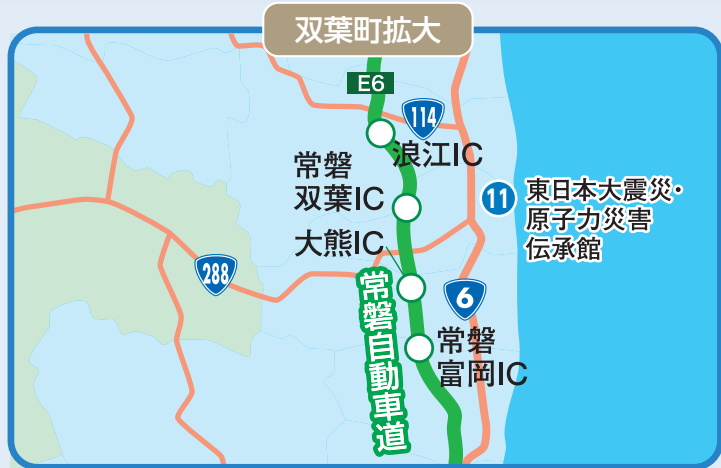 双葉町拡大
E6
114
浪江IC
常磐
双葉IC
11
東日本大震災・
原子力災害
伝承館
大熊IC
288
6
常磐自動車道
常磐
富岡IC